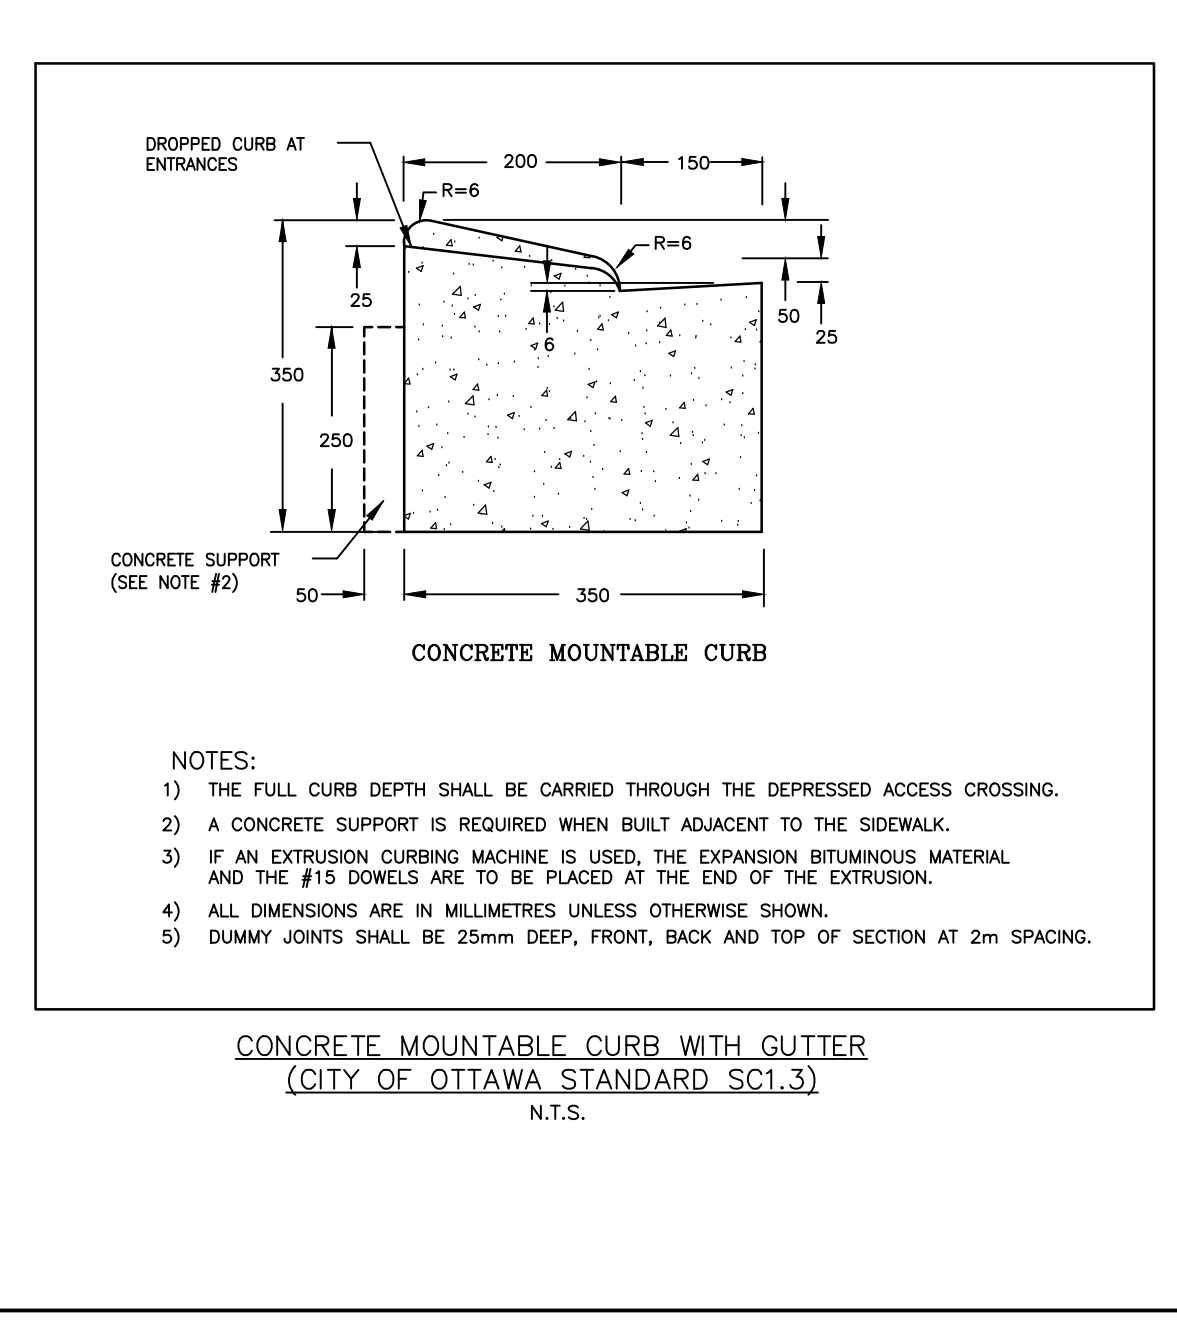 DROPPED CURB AT
ENTRANCES
200
150
R=6
R=6
25
50
25
6
350
250
CONCRETE SUPPORT
(SEE NOTE #2)
50
350
CONCRETE MOUNTABLE CURB
NOTES:
1) THE FULL CURB DEPTH SHALL BE CARRIED THROUGH THE DEPRESSED ACCESS CROSSING.
2) A CONCRETE SUPPORT IS REQUIRED WHEN BUILT ADJACENT TO THE SIDEWALK.
3) IF AN EXTRUSION CURBING MACHINE IS USED, THE EXPANSION BITUMINOUS MATERIAL
AND THE #15 DOWELS ARE TO BE PLACED AT THE END OF THE EXTRUSION.
4) ALL DIMENSIONS ARE IN MILLIMETRES UNLESS OTHERWISE SHOWN.
5) DUMMY JOINTS SHALL BE 25mm DEEP, FRONT, BACK AND TOP OF SECTION AT 2m SPACING.
CONCRETE MOUNTABLE CURB WITH GUTTER
(CITY OF OTTAWA STANDARD SC1.3)
N.T.S.